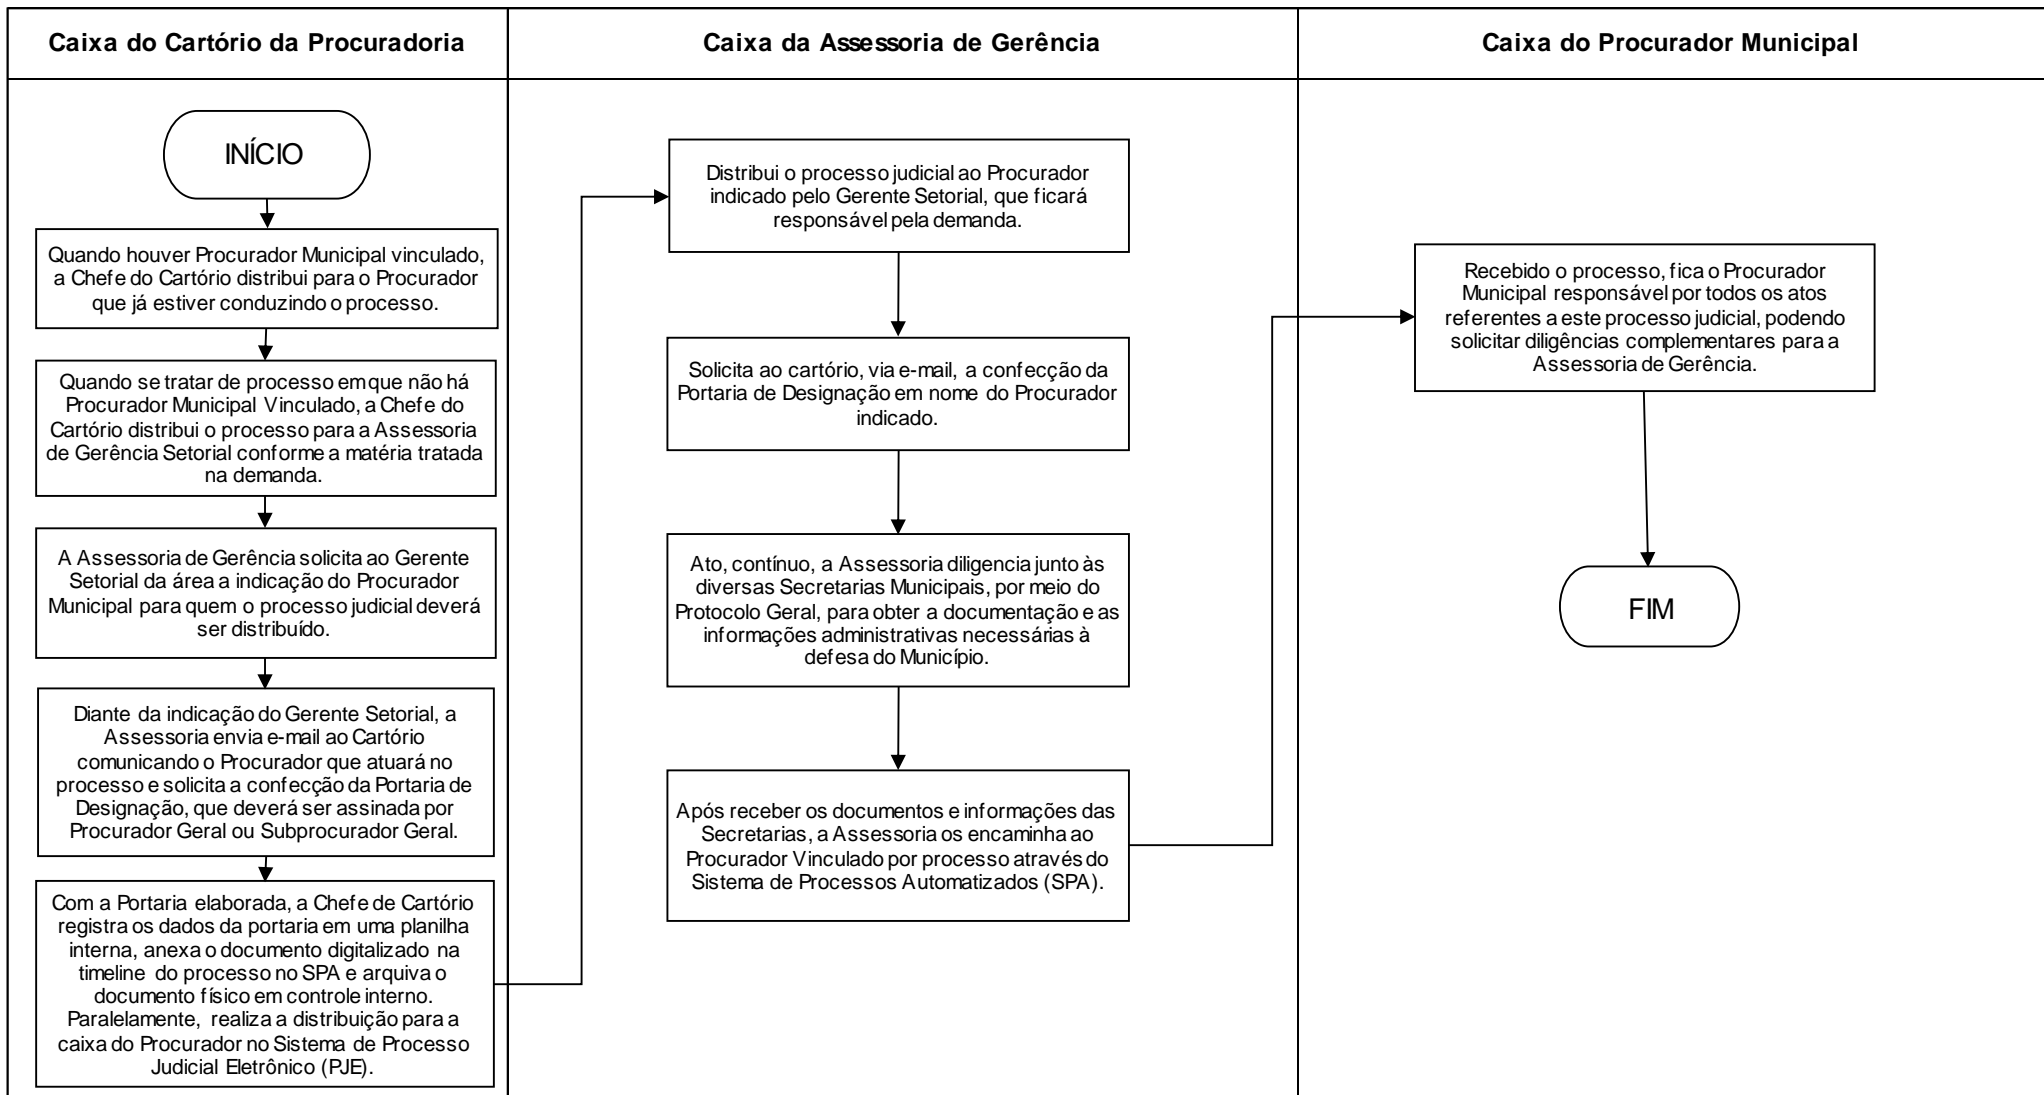 Caixa do Cartório da Procuradoria
Caixa da Assessoria de Gerência
Caixa do Procurador Municipal
INÍCIO
Quando houver Procurador Municipal vinculado,
a Chefe do Cartório distribui para o Procurador
que já estiver conduzindo o processo.
Quando se tratar de processo em que não há
Procurador Municipal Vinculado, a Chefe do
Cartório distribui o processo para a Assessoria
de Gerência Setorial conforme a matéria tratada
na demanda.
A Assessoria de Gerência solicita ao Gerente
Setorial da área a indicação do Procurador
Municipal para quem o processo judicial deverá
ser distribuído.
Diante da indicação do Gerente Setorial, a
Assessoria envia e-mail ao Cartório
comunicando o Procurador que atuará no
processo e solicita a confecção da Portaria de
Designação, que deverá ser assinada por
Procurador Geral ou Subprocurador Geral.
Com a Portaria elaborada, a Chefe de Cartório
registra os dados da portaria em uma planilha
interna, anexa o documento digitalizado na
timeline do processo no SPA e arquiva o
documento físico em controle interno.
Paralelamente, realiza a distribuição para a
caixa do Procurador no Sistema de Processo
Judicial Eletrônico (PJE).
Distribui o processo judicial ao Procurador
indicado pelo Gerente Setorial, que ficará
responsável pela demanda.
Solicita ao cartório, via e-mail, a confecção da
Portaria de Designação em nome do Procurador
indicado.
Ato, contínuo, a Assessoria diligencia junto às
diversas Secretarias Municipais, por meio do
Protocolo Geral, para obter a documentação e as
informações administrativas necessárias à
defesa do Município.
Após receber os documentos e informações das
Secretarias, a Assessoria os encaminha ao
Procurador Vinculado por processo através do
Sistema de Processos Automatizados (SPA).
Recebido o processo, fica o Procurador
Municipal responsável por todos os atos
referentes a este processo judicial, podendo
solicitar diligências complementares para a
Assessoria de Gerência.
FIM